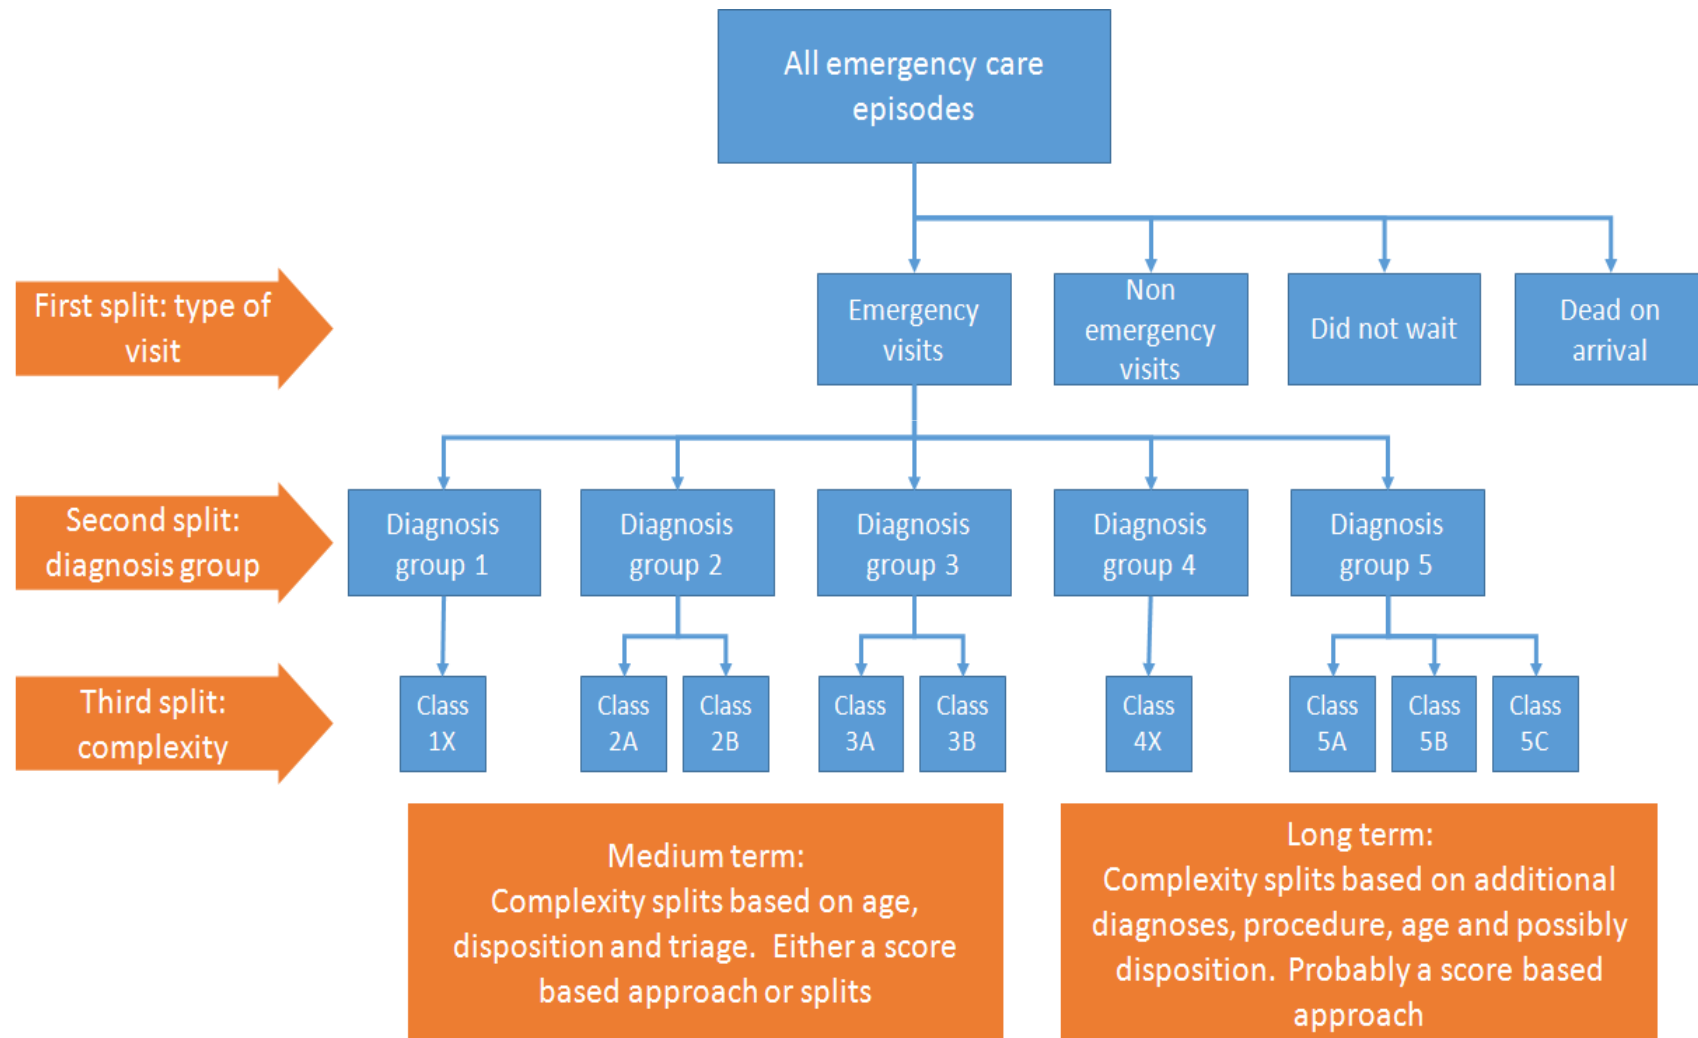 All emergency care
episodes
First split: type of
visit
Emergency
visits
Non
emergency
visits
Did not wait
Dead on
arrival
Second split:
diagnosis group
Diagnosis
group 1
Diagnosis
group 2
Diagnosis
group 3
Diagnosis
group 4
Diagnosis
group 5
Third split:
complexity
Class
1X
Class
2A
Class
2B
Class
3A
Class
3B
Class
4X
Class
5A
Class
5B
Class
5C
Medium term:
Complexity splits based on age,
disposition and triage.  Either a score
based approach or splits
Long term:
Complexity splits based on additional
diagnoses, procedure, age and possibly
disposition.  Probably a score based
approach